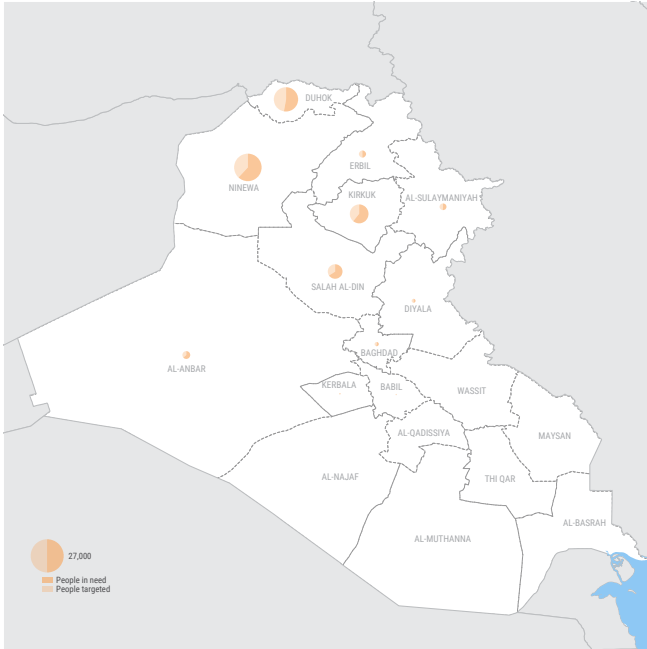 DUHOK
ERBIL
NINEWA
KIRKUK
AL-SULAYMANIYAH
SALAH AL-DIN
DIYALA
BAGHDAD
AL-ANBAR
KERBALA
BABIL
WASSIT
AL-QADISSIYA
MAYSAN
AL-NAJAF
THI QAR
AL-BASRAH
AL-MUTHANNA
27,000
People in need
People targeted